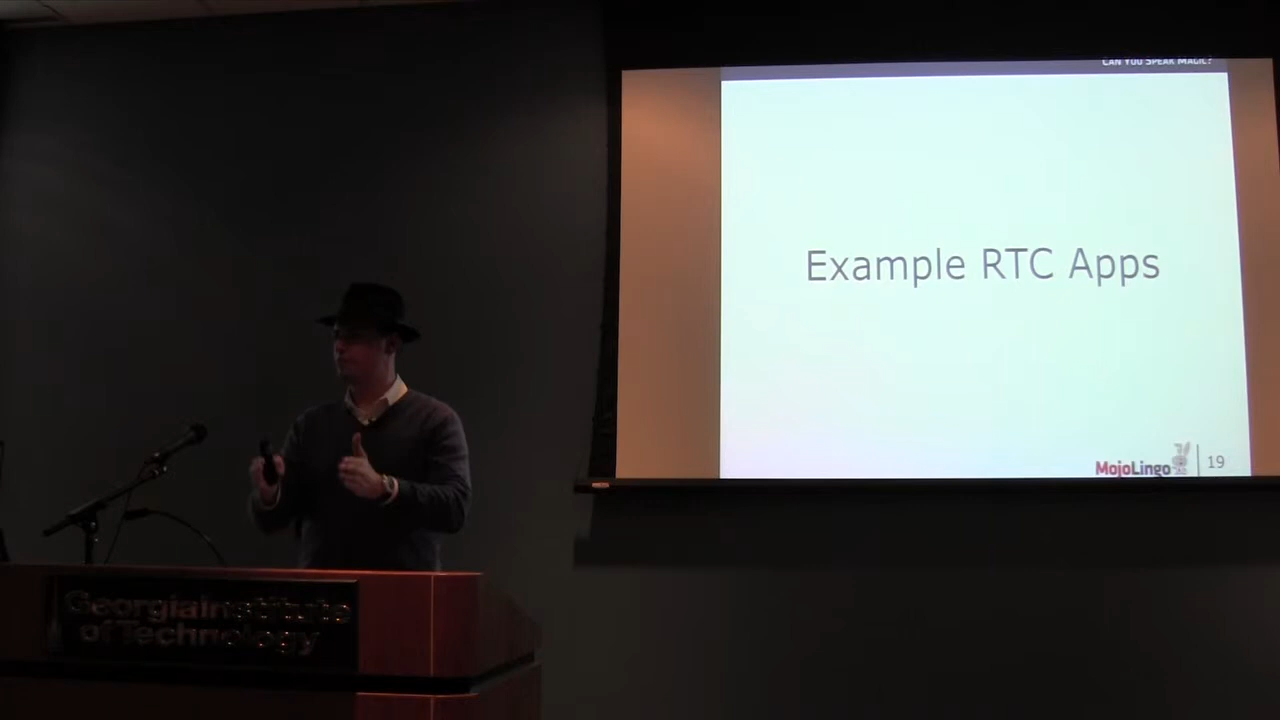 CAN YOU SPEAK MAGIC?
Example RTC Apps
MojoLingo
19
Georgia Institute
of Technology